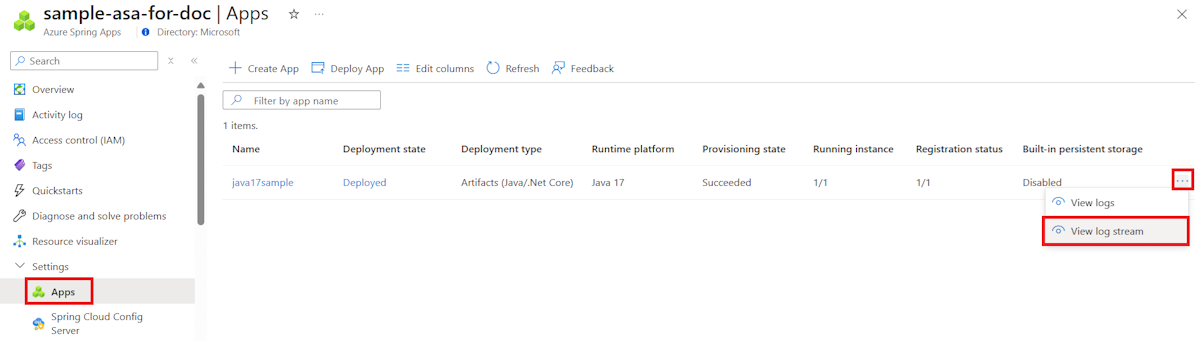 sample-asa-for-doc | Apps
Azure Spring Apps
Directory: Microsoft
Search
Create App
Deploy App
Edit columns
Refresh
Feedback
Overview
Activity log
Access control (IAM)
Tags
Quickstarts
Diagnose and solve problems
Resource visualizer
Settings
Apps
Spring Cloud Config
Server
Filter by app name
1 items.
Name Deployment state Deployment type Runtime platform Provisioning state Running instance Registration status Built-in persistent storage
java17sample Deployed Artifacts (Java/.Net Core) Java 17 Succeeded 1/1 1/1 Disabled
View logs
View log stream